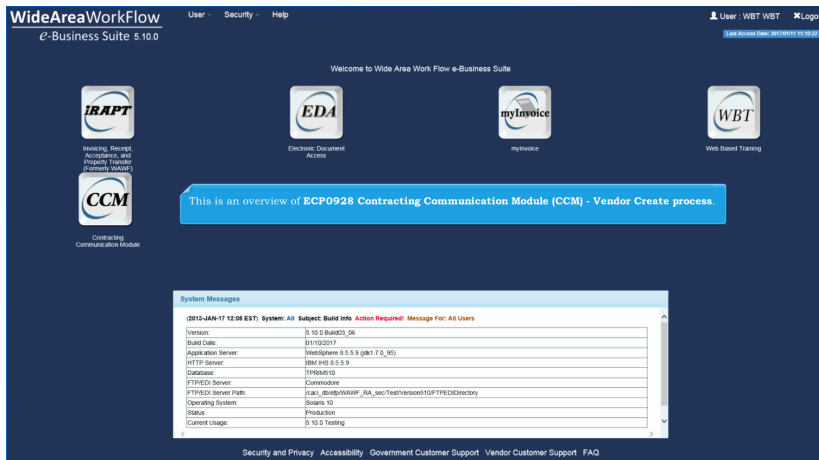 WideAreaWorkFlow
e-Business Suite 5.10.0
User Security Help
User : WBT WBT ✖Logo
Last Access Date: 2017/01/11 11:10:22
Welcome to Wide Area Work Flow e-Business Suite
iRAPT
EDA
myInvoice
WBT
Invoicing, Receipt,
Acceptance, and
Property Transfer
(Formerly WAWF)
Electronic Document
Access
myInvoice
Web Based Training
CCM
Contracting
Communication Module
This is an overview of ECP0928 Contracting Communication Module (CCM) - Vendor Create process.
System Messages
(2013-JAN-17 12:05 EST) System: All Subject: Build Info Action Required! Message For: All Users
Version: 5.10.0 Build03_06
Build Date: 01/10/2017
Application Server: WebSphere 8.5.5.9 (jdk1.7.0_95)
HTTP Server: IBM IHS 8.5.5.9
Database: TPRIM510
FTP/EDI Server: Commodore
FTP/EDI Server Path: /caci_db/efp/WAWF_RA_sec/Test/Version510/FTPEDIDirectory
Operating System: Solaris 10
Status: Production
Current Usage: 5.10.0 Testing
Security and Privacy Accessibility Government Customer Support Vendor Customer Support FAQ